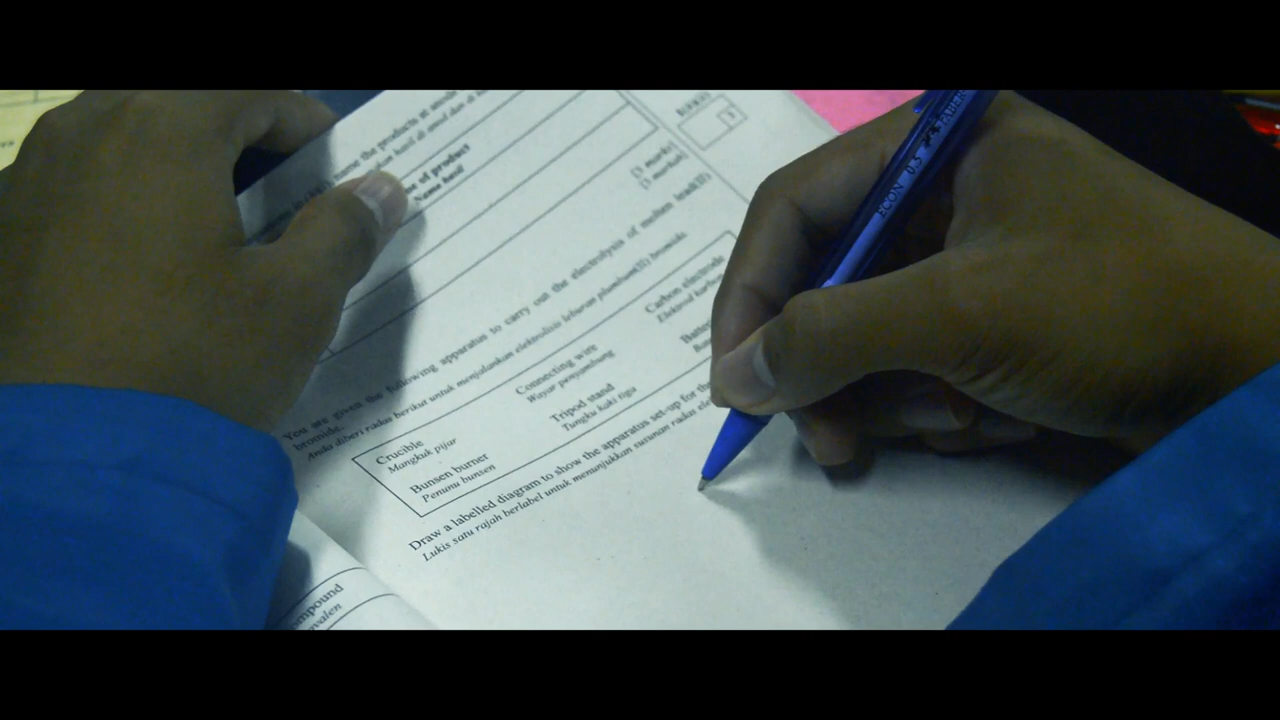 name the products at anode
of product
Nama hasil
[3 marks]
[3 markah]
3
You are given the following apparatus to carry out the electrolysis of molten lead(II)
bromide.
Anda diberi radas berikut untuk menjalankan elektrolisis leburan plumbum(II) bromida
Crucible
Mangkuk pijar
Connecting wire
Wayar penyambung
Carbon electrode
Elektrod karbon
Bunsen burner
Penunu bunsen
Tripod stand
Tungku kaki tiga
Draw a labelled diagram to show the apparatus set-up for the
Lukis satu rajah berlabel untuk menunjukkan susunan radas
ECON 0.5 FABER